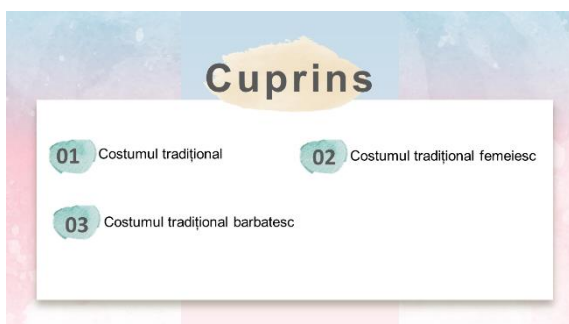 Cuprins
01 Costumul tradițional
02 Costumul tradițional femeiesc
03 Costumul tradițional barbatesc